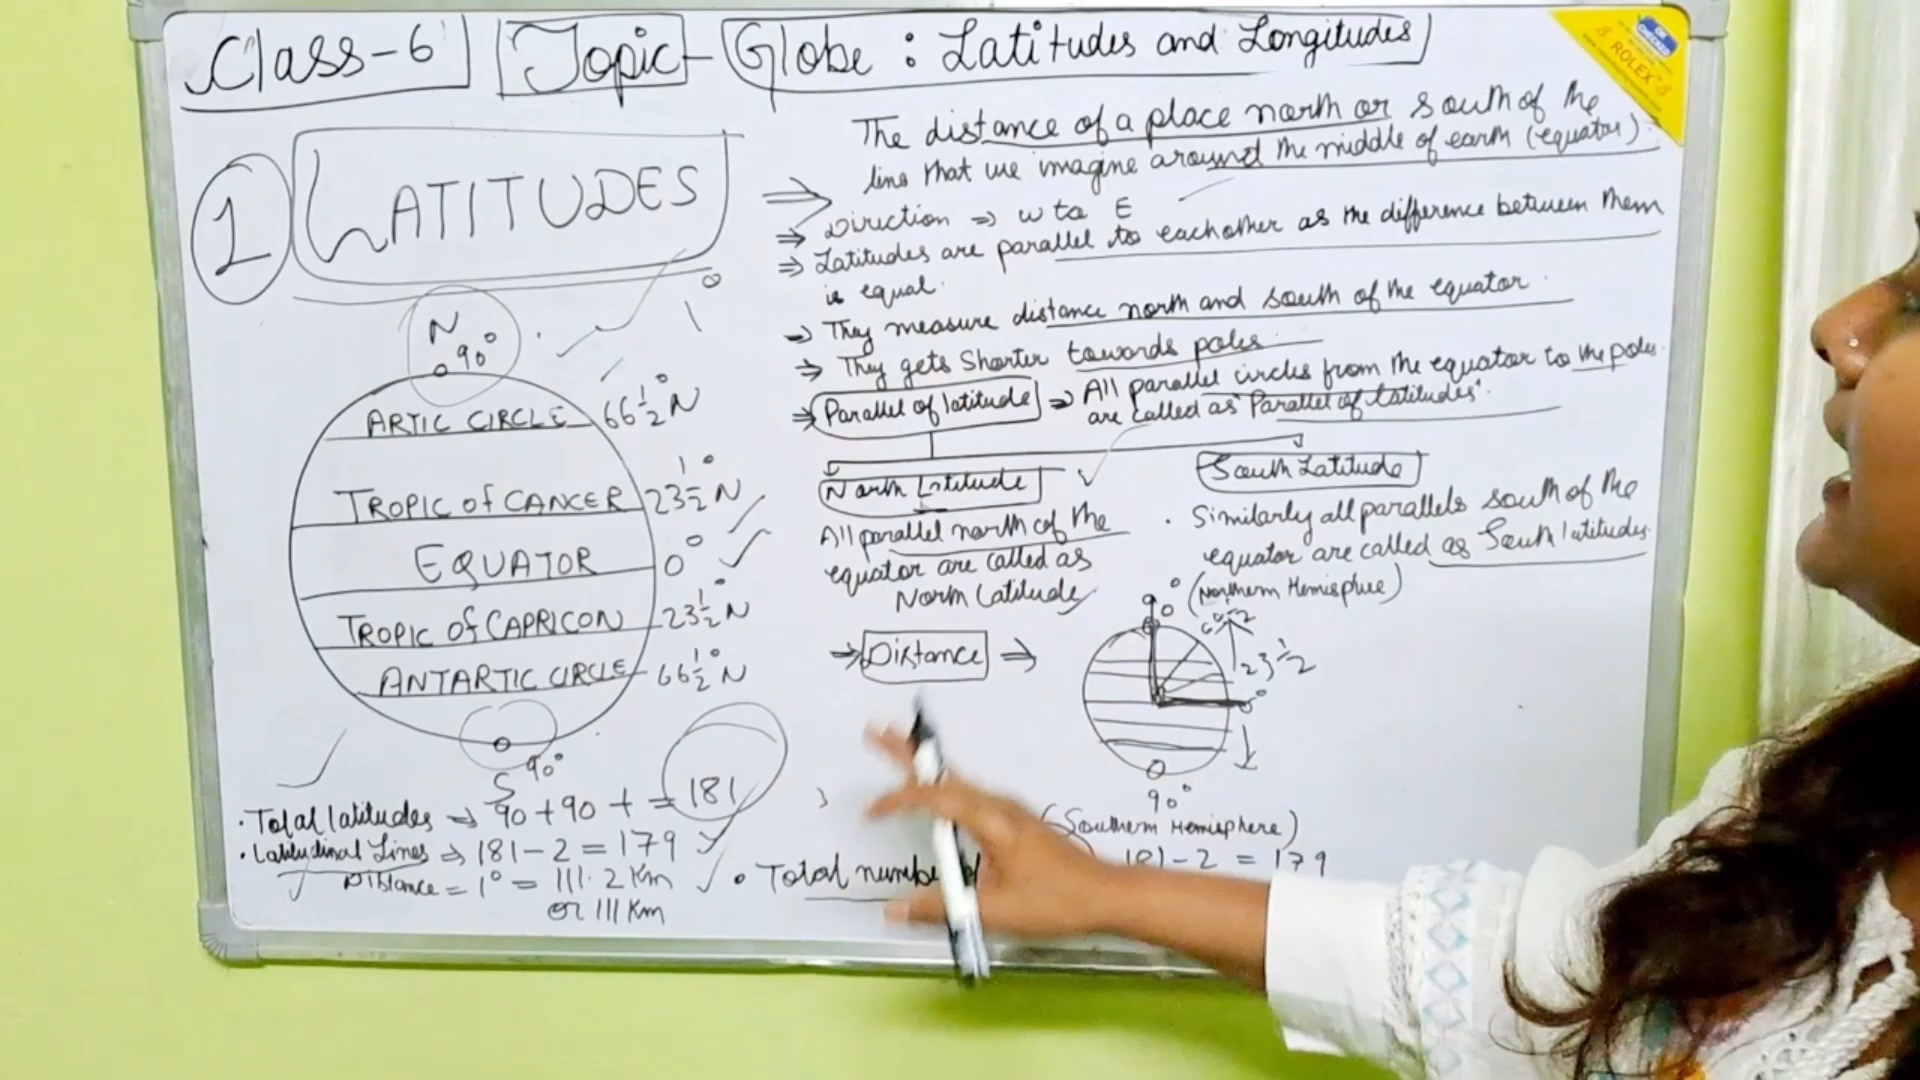 Class-6 Topic - Globe : Latitudes and Longitudes
ROLEX
1 LATITUDES
The distance of a place north or south of the
line that we imagine around the middle of earth (equator).
⇒ Direction ⇒ W to E
⇒ Latitudes are parallel to eachother as the difference between them
is equal.
⇒ They measure distance north and south of the equator.
⇒ They gets Shorter towards poles.
⇒ Parallel of latitude ⇒ All parallel circles from the equator to the poles
are called as "Parallel of latitudes".
North Latitude
All parallel north of the
equator are called as
North Latitude
South Latitude
. Similarly all parallels south of the
equator are called as South latitudes.
1°
N
90°
ARTIC CIRCLE 66 1/2° N
TROPIC of CANCER 23 1/2° N
EQUATOR 0°
TROPIC of CAPRICON 23 1/2° N
ANTARTIC CIRCLE 66 1/2° N
90°
S
→ Distance ⇒
(Northern Hemisphere)
90°
23 1/2
0°
90°
(Southern Hemisphere)
181 - 2 = 179
. Total latitudes → 90 + 90 + = 181
. Latitudinal Lines ⇒ 181 - 2 = 179
Distance = 1° = 111.2 Km
or 111 Km
• Total number